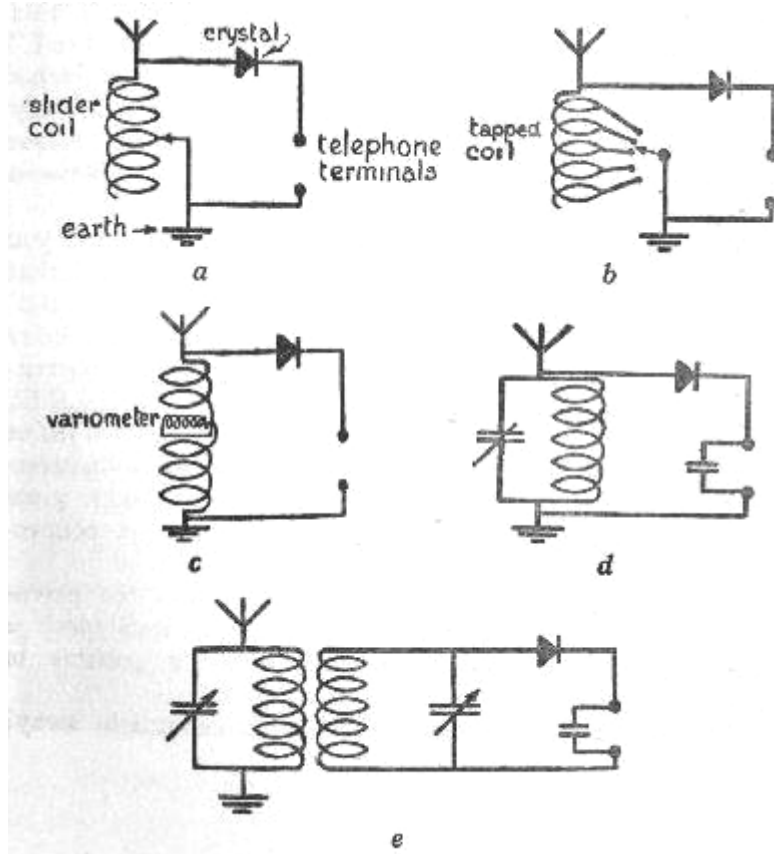 crystal
slider
coil
telephone
terminals
earth
a
tapped
coil
b
variometer
c
d
e